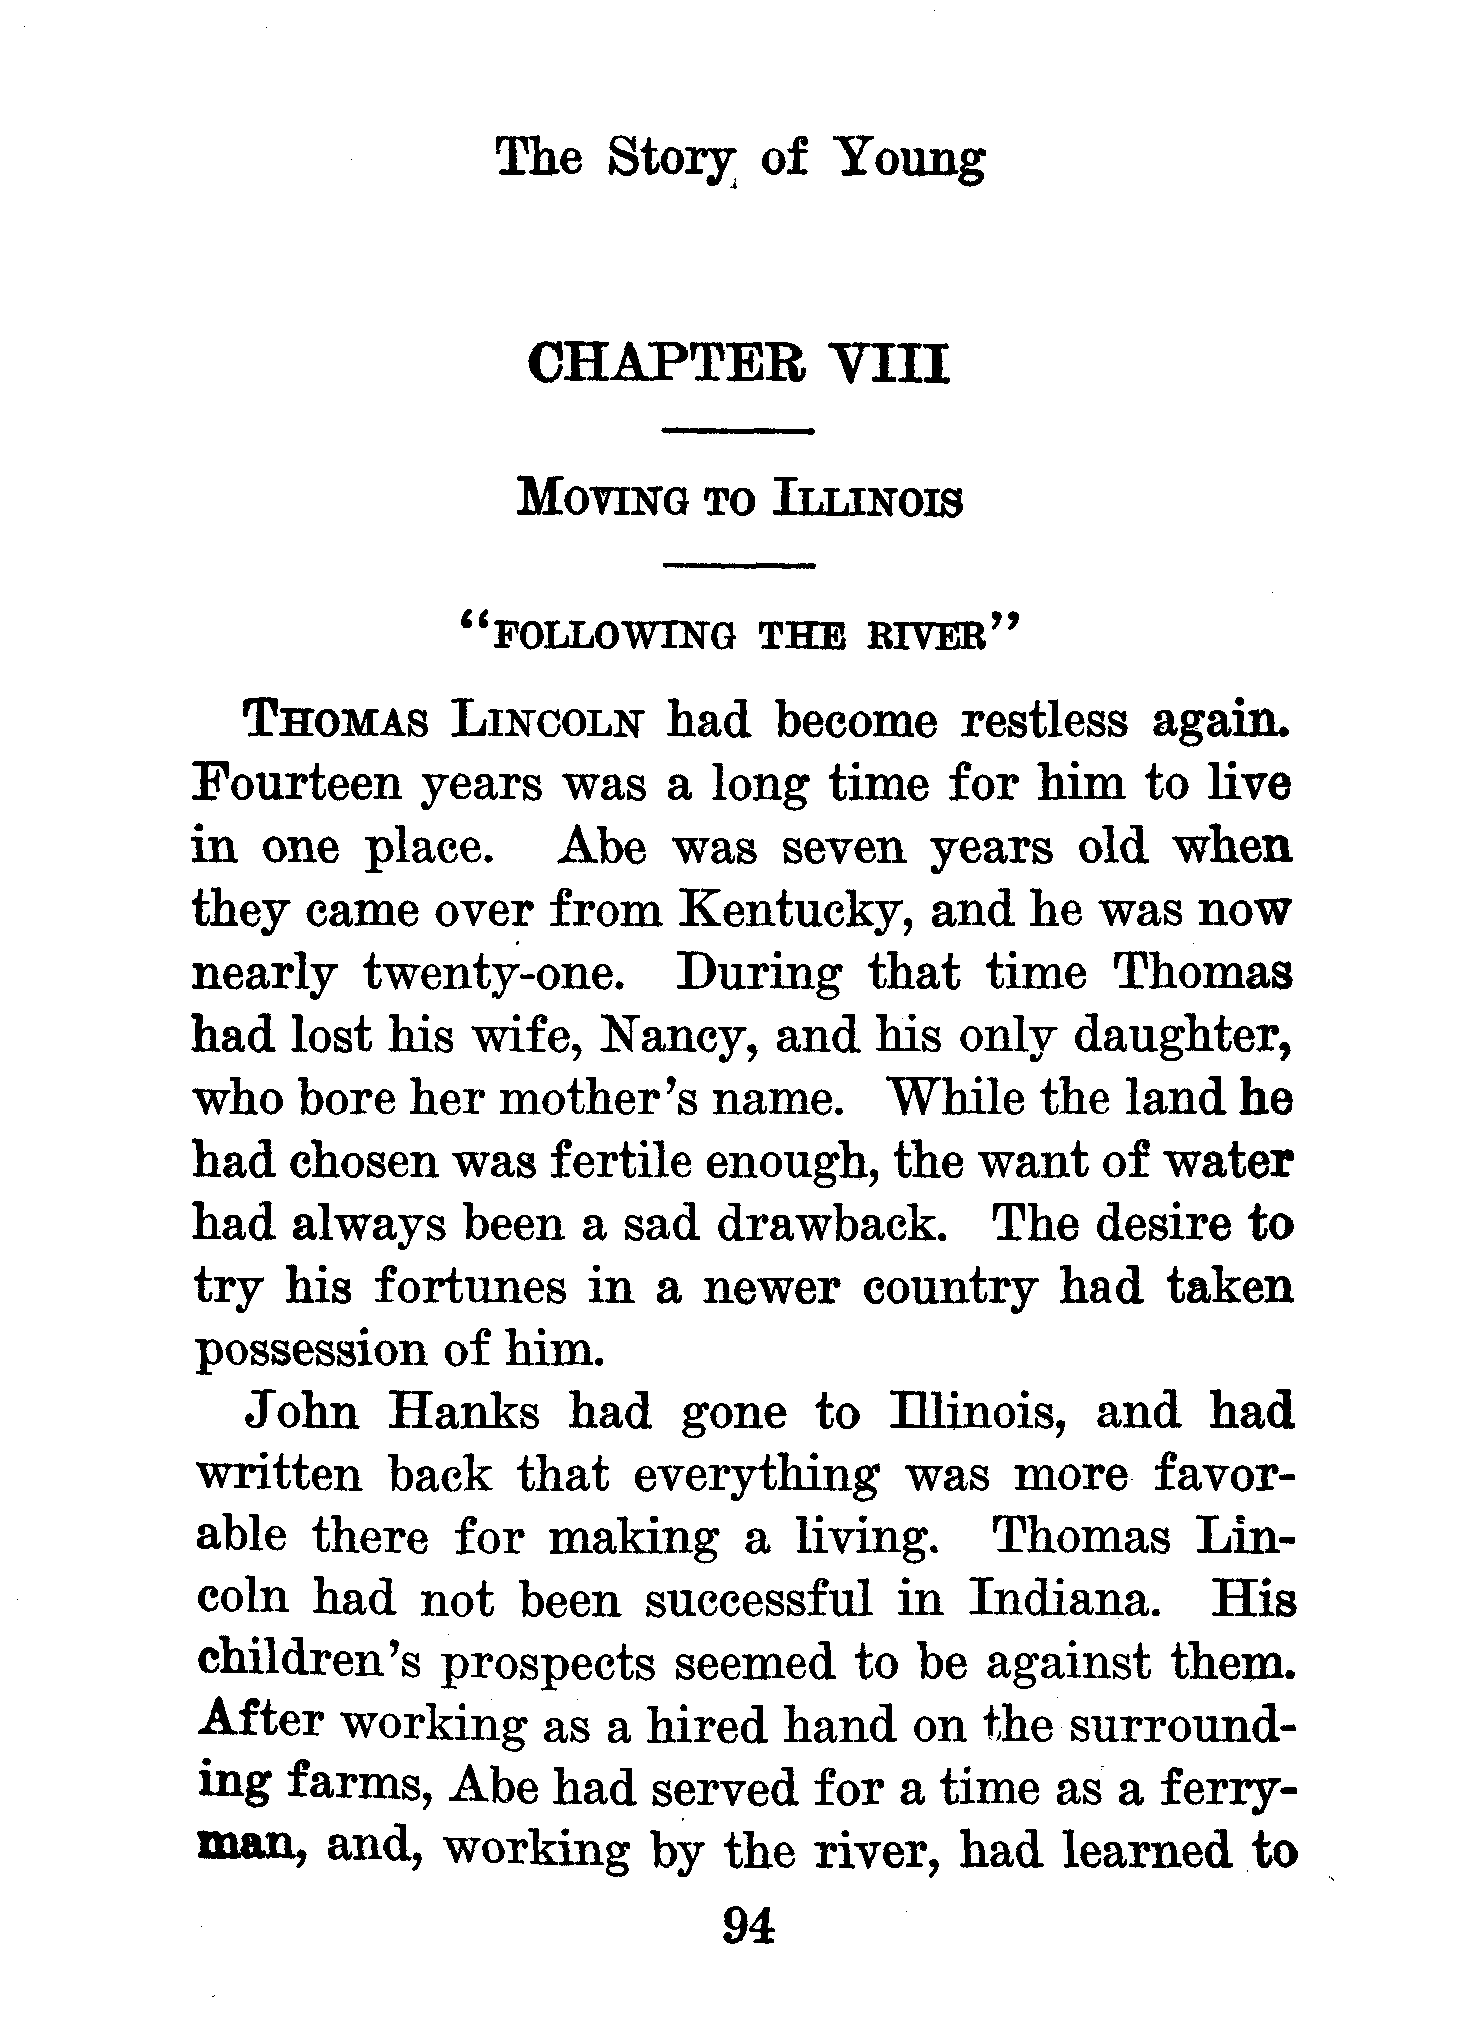 The Story of Young
CHAPTER VIII
MOVING TO ILLINOIS
“FOLLOWING THE RIVER”
THOMAS LINCOLN had become restless again.
Fourteen years was a long time for him to live
in one place. Abe was seven years old when
they came over from Kentucky, and he was now
nearly twenty-one. During that time Thomas
had lost his wife, Nancy, and his only daughter,
who bore her mother’s name. While the land he
had chosen was fertile enough, the want of water
had always been a sad drawback. The desire to
try his fortunes in a newer country had taken
possession of him.
John Hanks had gone to Illinois, and had
written back that everything was more favor-
able there for making a living. Thomas Lin-
coln had not been successful in Indiana. His
children’s prospects seemed to be against them.
After working as a hired hand on the surround-
ing farms, Abe had served for a time as a ferry-
man, and, working by the river, had learned to
94